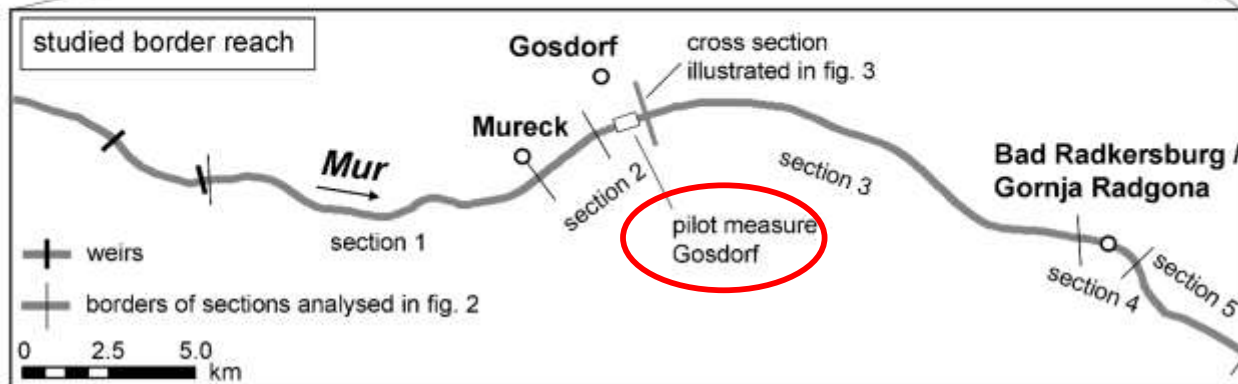 studied border reach
Gosdorf
cross section
illustrated in fig. 3
Mureck
Mur
section 1
section 2
pilot measure
Gosdorf
section 3
Bad Radkersburg /
Gornja Radgona
section 4
section 5
weirs
borders of sections analysed in fig. 2
0 2.5 5.0
km